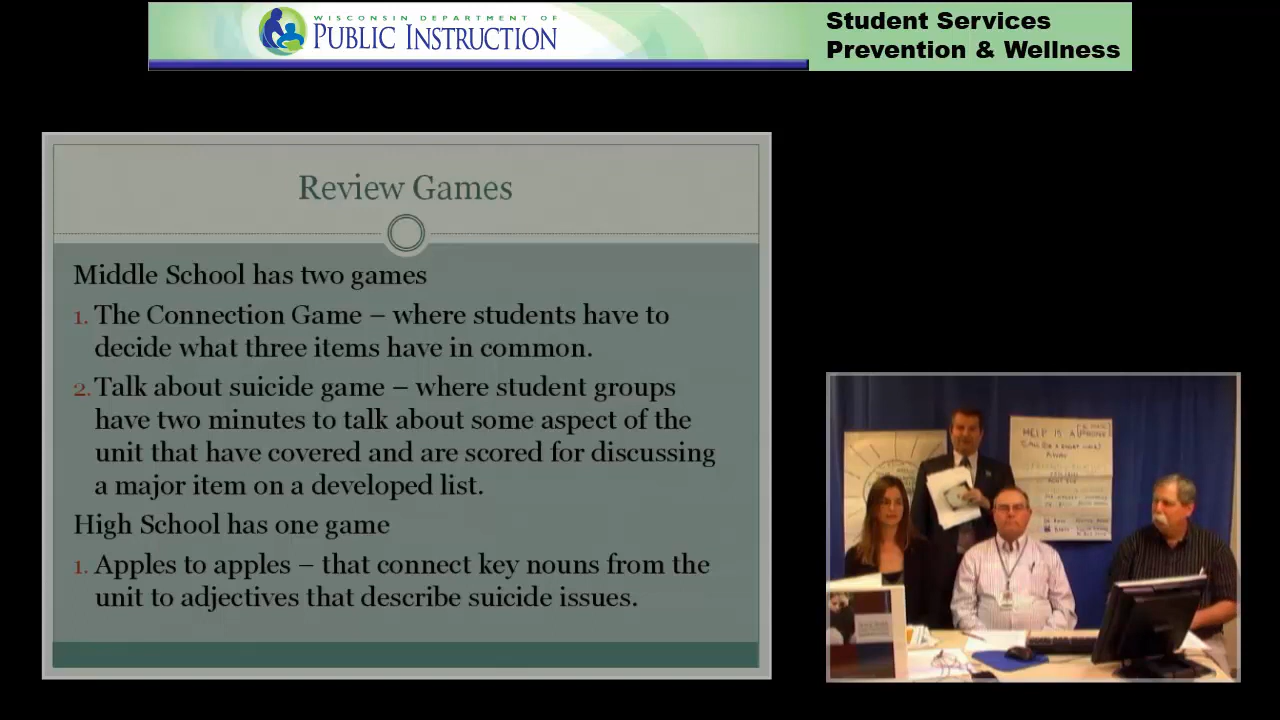 WISCONSIN DEPARTMENT OF
PUBLIC INSTRUCTION
Student Services
Prevention & Wellness
Review Games
Middle School has two games
1. The Connection Game – where students have to
decide what three items have in common.
2. Talk about suicide game – where student groups
have two minutes to talk about some aspect of the
unit that have covered and are scored for discussing
a major item on a developed list.
High School has one game
1. Apples to apples – that connect key nouns from the
unit to adjectives that describe suicide issues.
HELP IS A